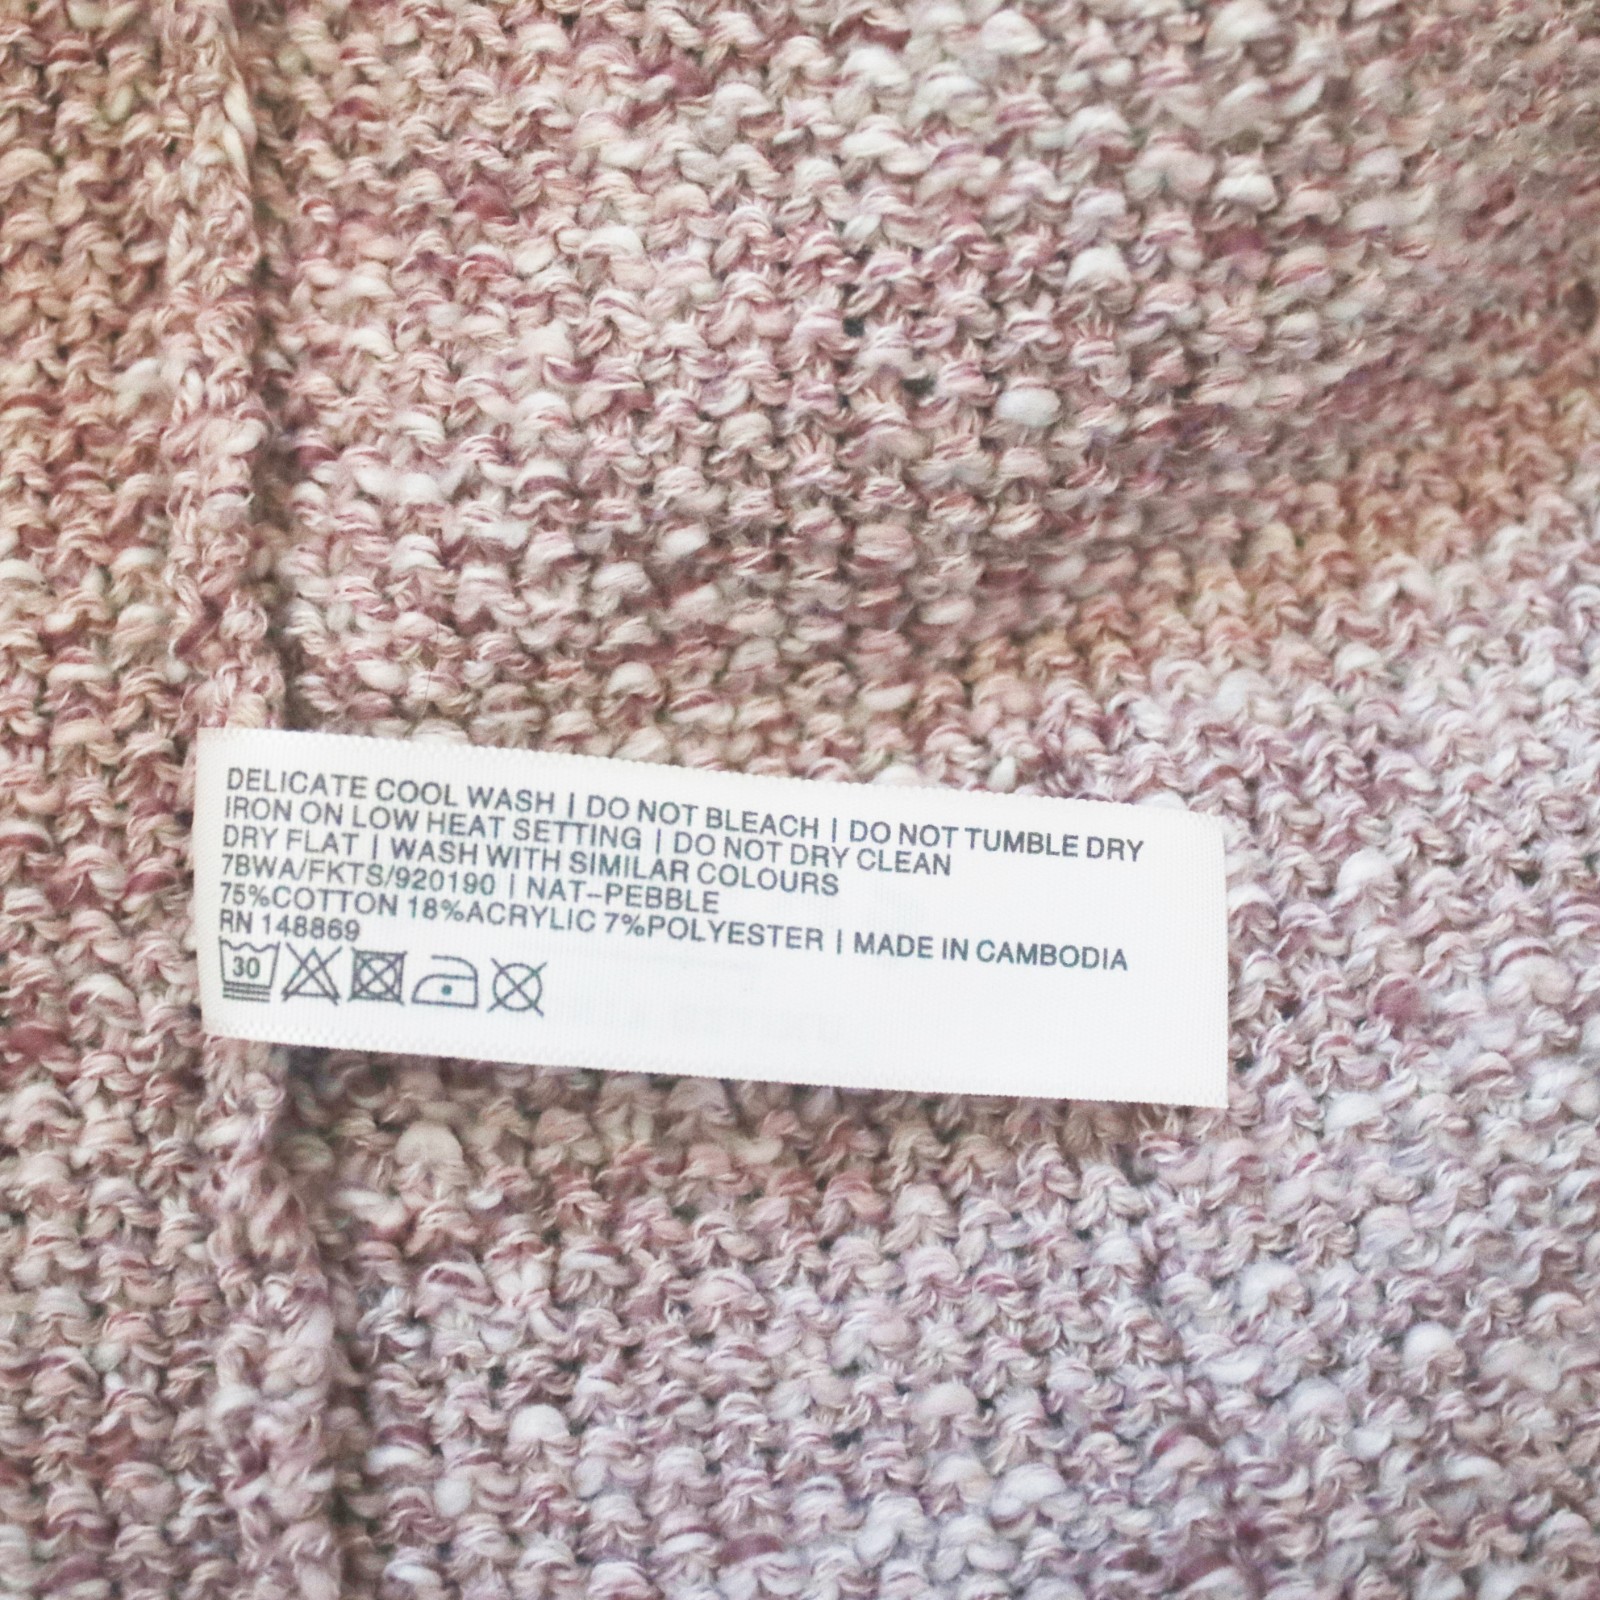 DELICATE COOL WASH | DO NOT BLEACH | DO NOT TUMBLE DRY
IRON ON LOW HEAT SETTING | DO NOT DRY CLEAN
DRY FLAT | WASH WITH SIMILAR COLOURS
7BWA/FKTS/920190 | NAT-PEBBLE
75%COTTON 18%ACRYLIC 7%POLYESTER | MADE IN CAMBODIA
RN 148869
30